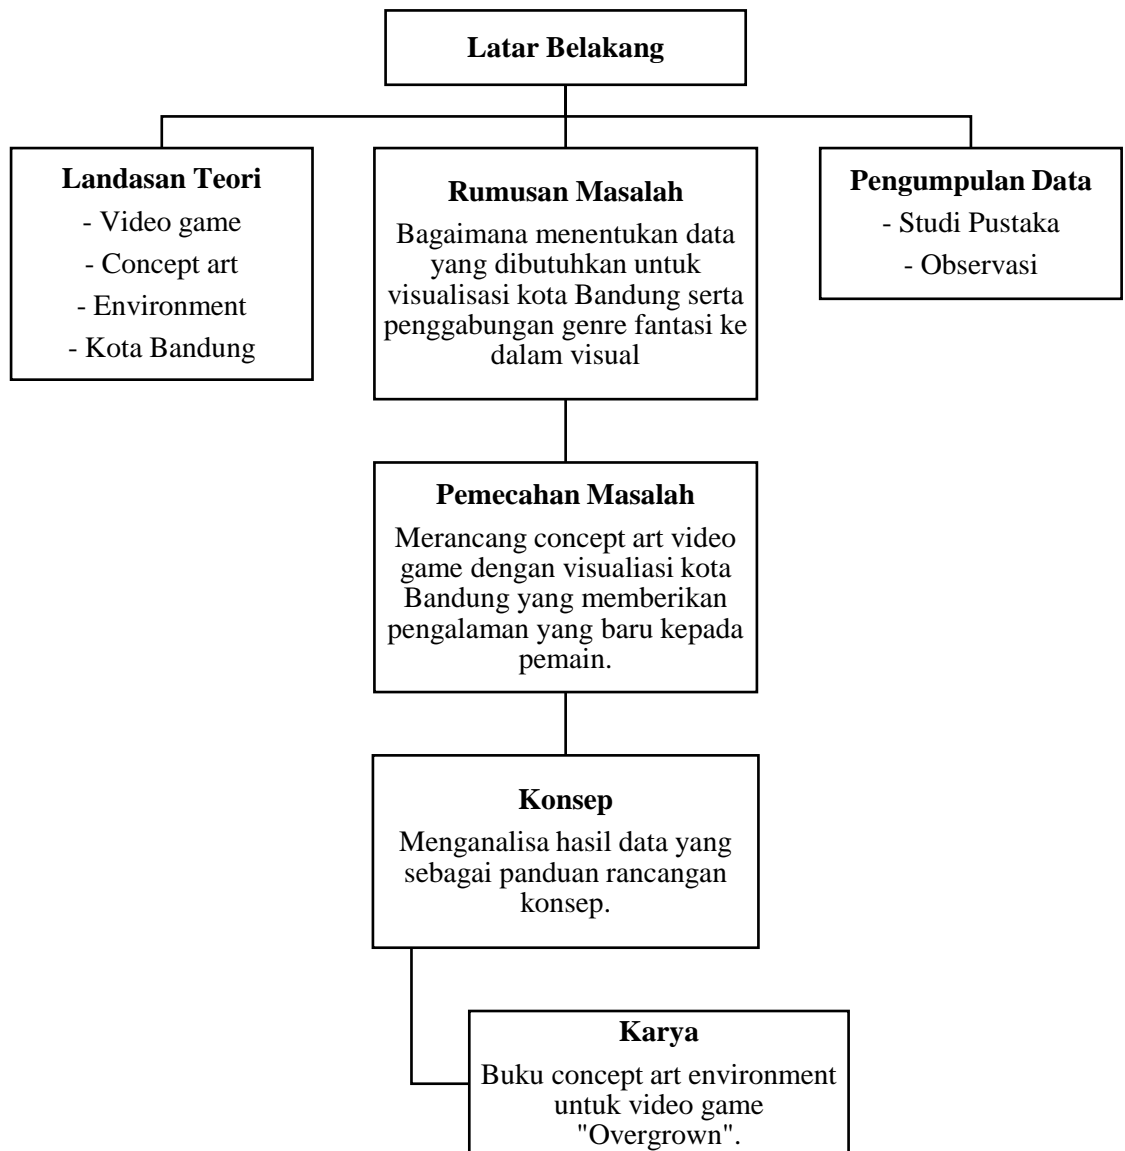 Latar Belakang
Landasan Teori
- Video game
- Concept art
- Environment
- Kota Bandung
Rumusan Masalah
Bagaimana menentukan data
yang dibutuhkan untuk
visualisasi kota Bandung serta
penggabungan genre fantasi ke
dalam visual
Pengumpulan Data
- Studi Pustaka
- Observasi
Pemecahan Masalah
Merancang concept art video
game dengan visualiasi kota
Bandung yang memberikan
pengalaman yang baru kepada
pemain.
Konsep
Menganalisa hasil data yang
sebagai panduan rancangan
konsep.
Karya
Buku concept art environment
untuk video game
"Overgrown".